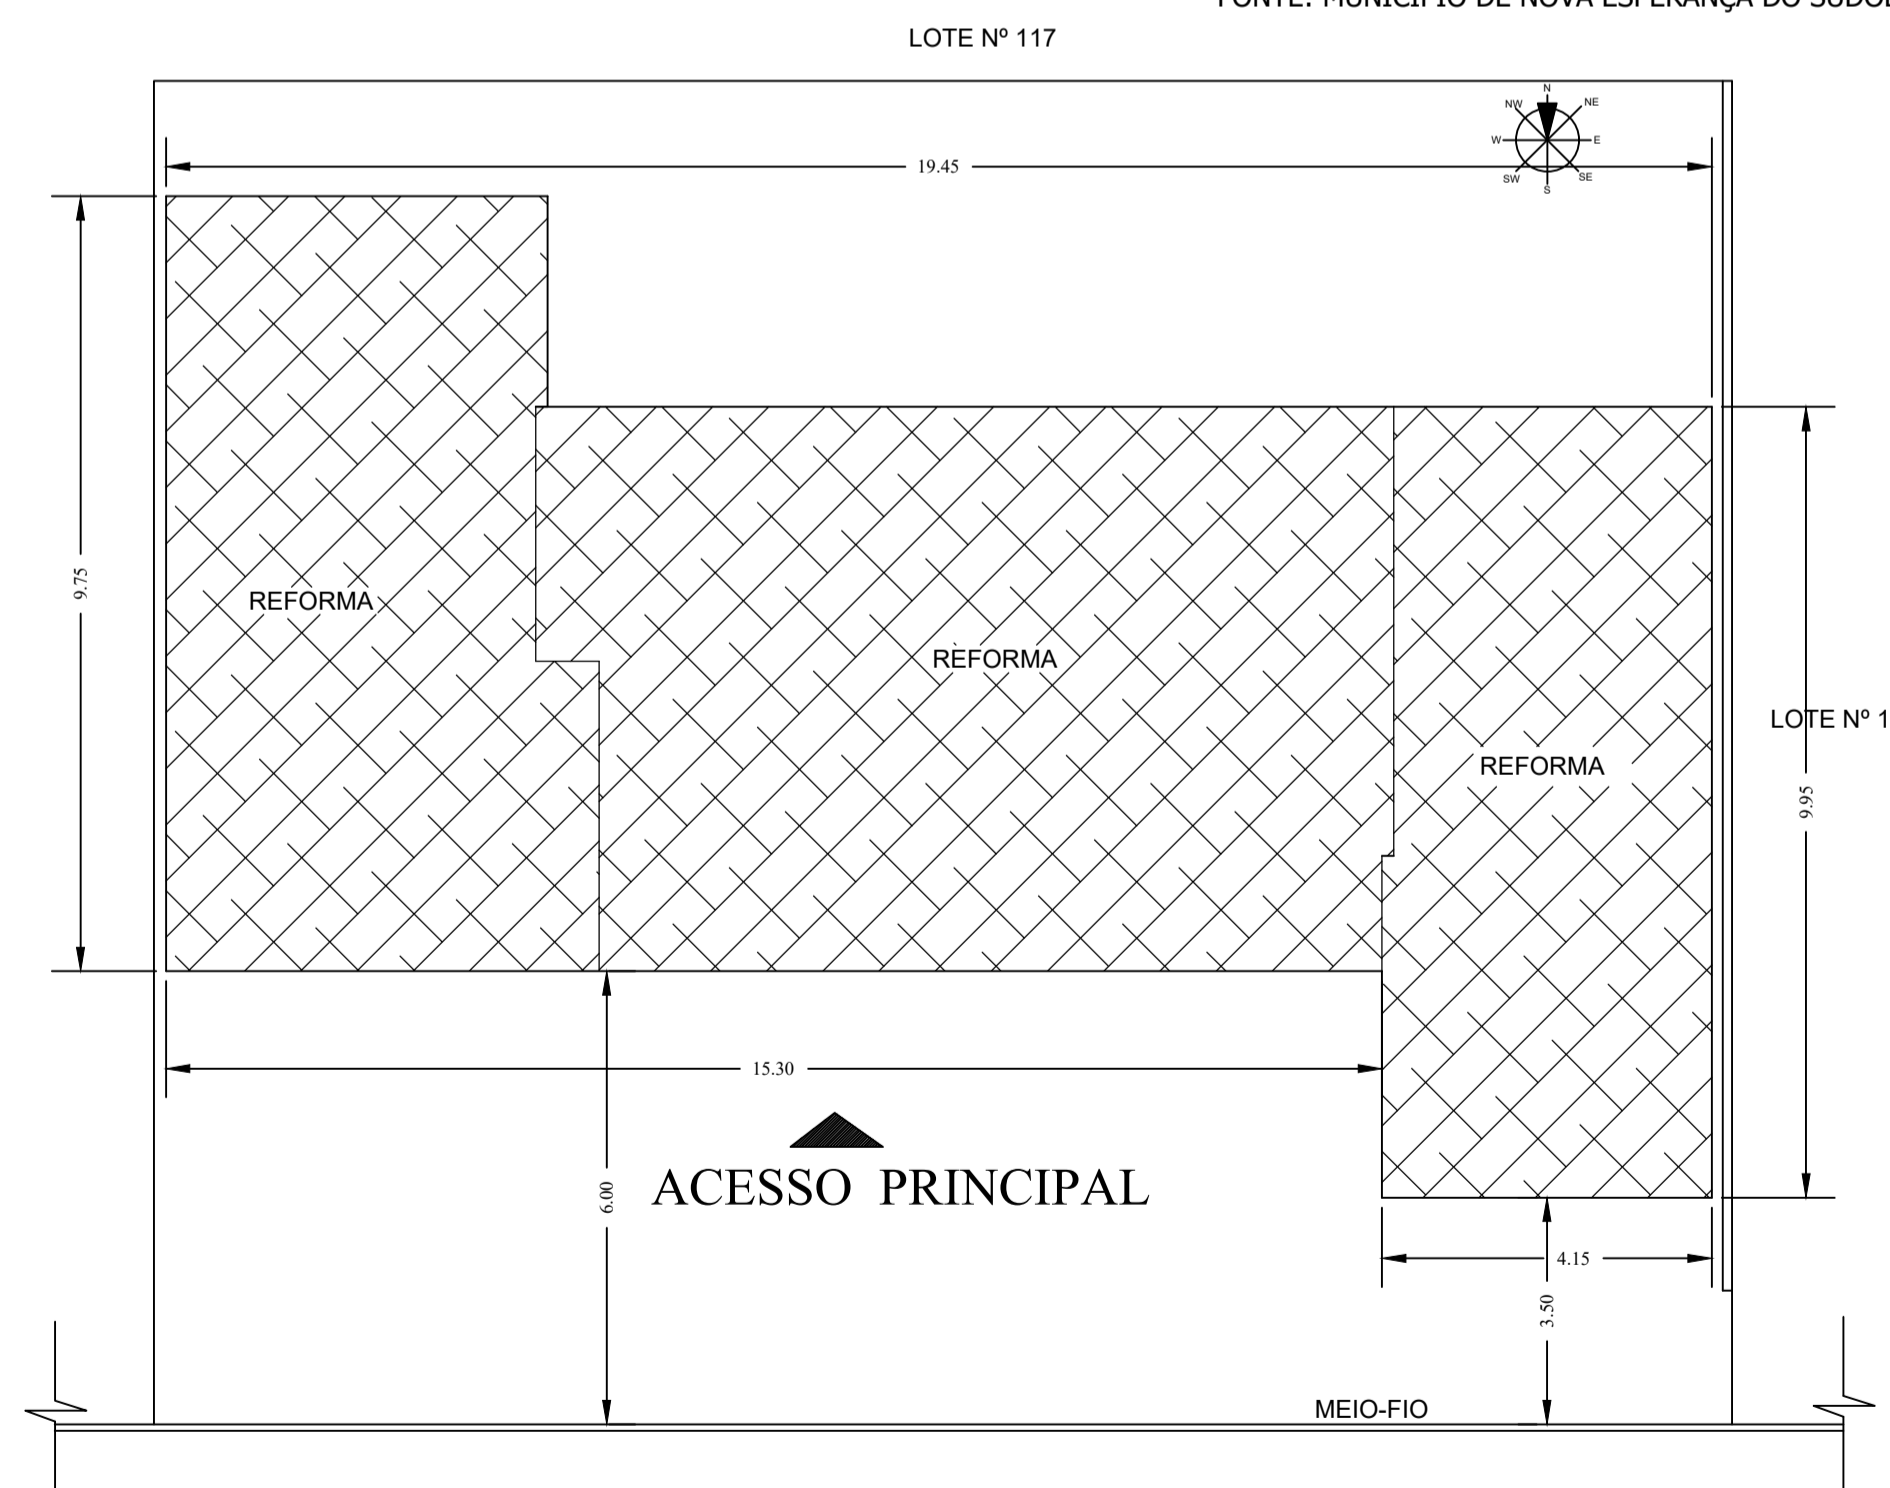 LOTE Nº 117
N
NW
NE
W
E
SW
SE
S
19.45
9.75
REFORMA
REFORMA
REFORMA
LOTE Nº 1
9.95
15.30
ACESSO PRINCIPAL
6.00
4.15
3.50
MEIO-FIO